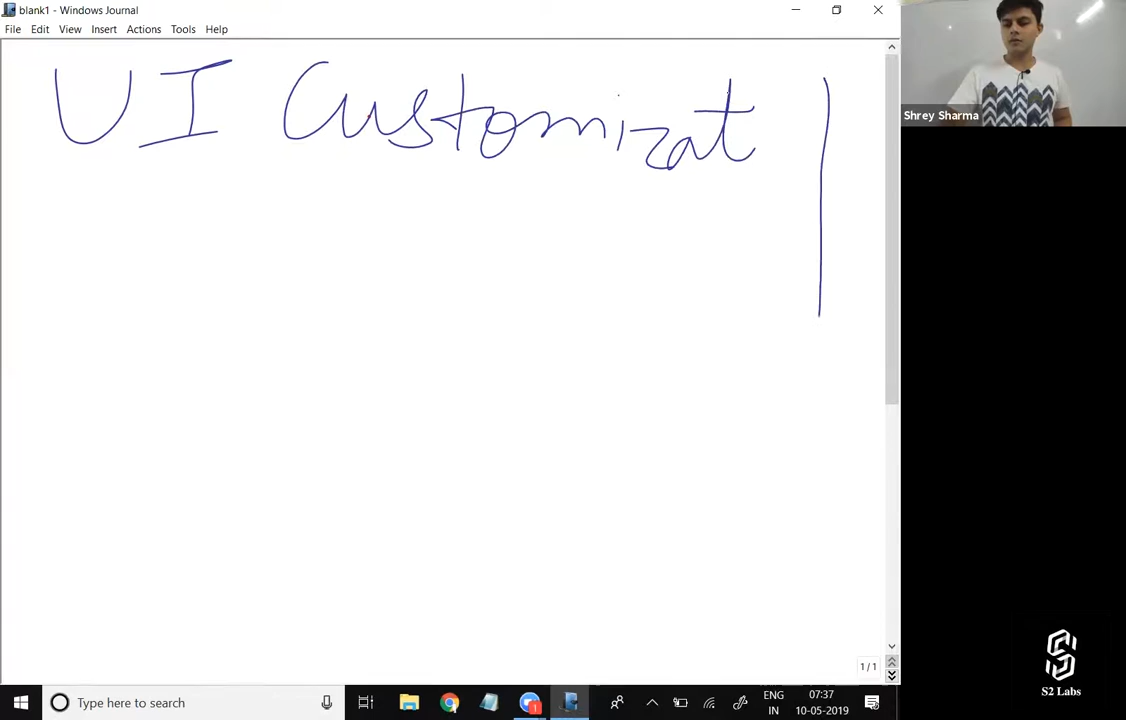 blank1 - Windows Journal
File Edit View Insert Actions Tools Help
UI Customizat
Shrey Sharma
1/1
S2 Labs
Type here to search
1
ENG
IN
07:37
10-05-2019